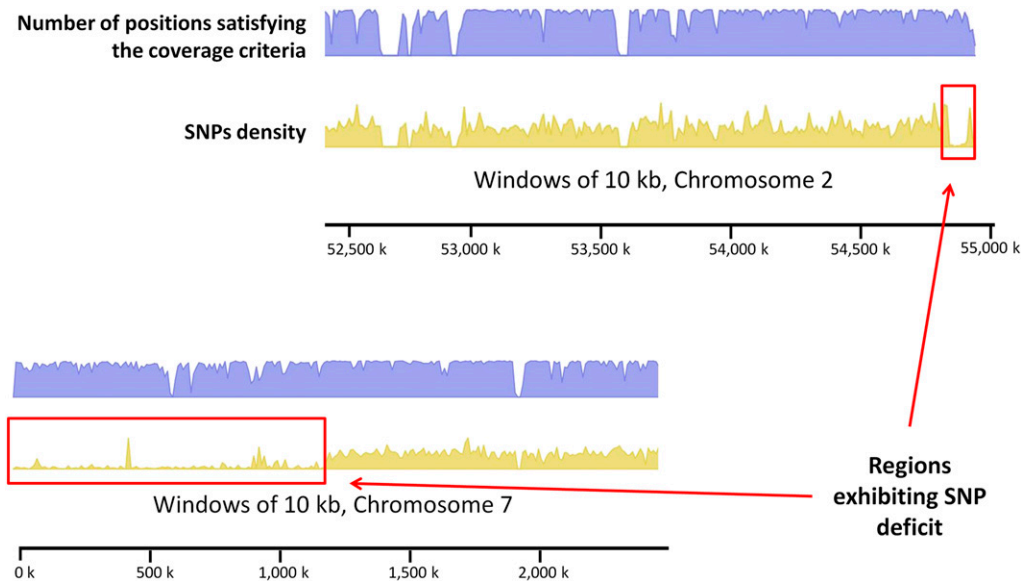 Number of positions satisfying
the coverage criteria
SNPs density
Windows of 10 kb, Chromosome 2
52,500 k 53,000 k 53,500 k 54,000 k 54,500 k 55,000 k
Windows of 10 kb, Chromosome 7
Regions
exhibiting SNP
deficit
0 k 500 k 1,000 k 1,500 k 2,000 k